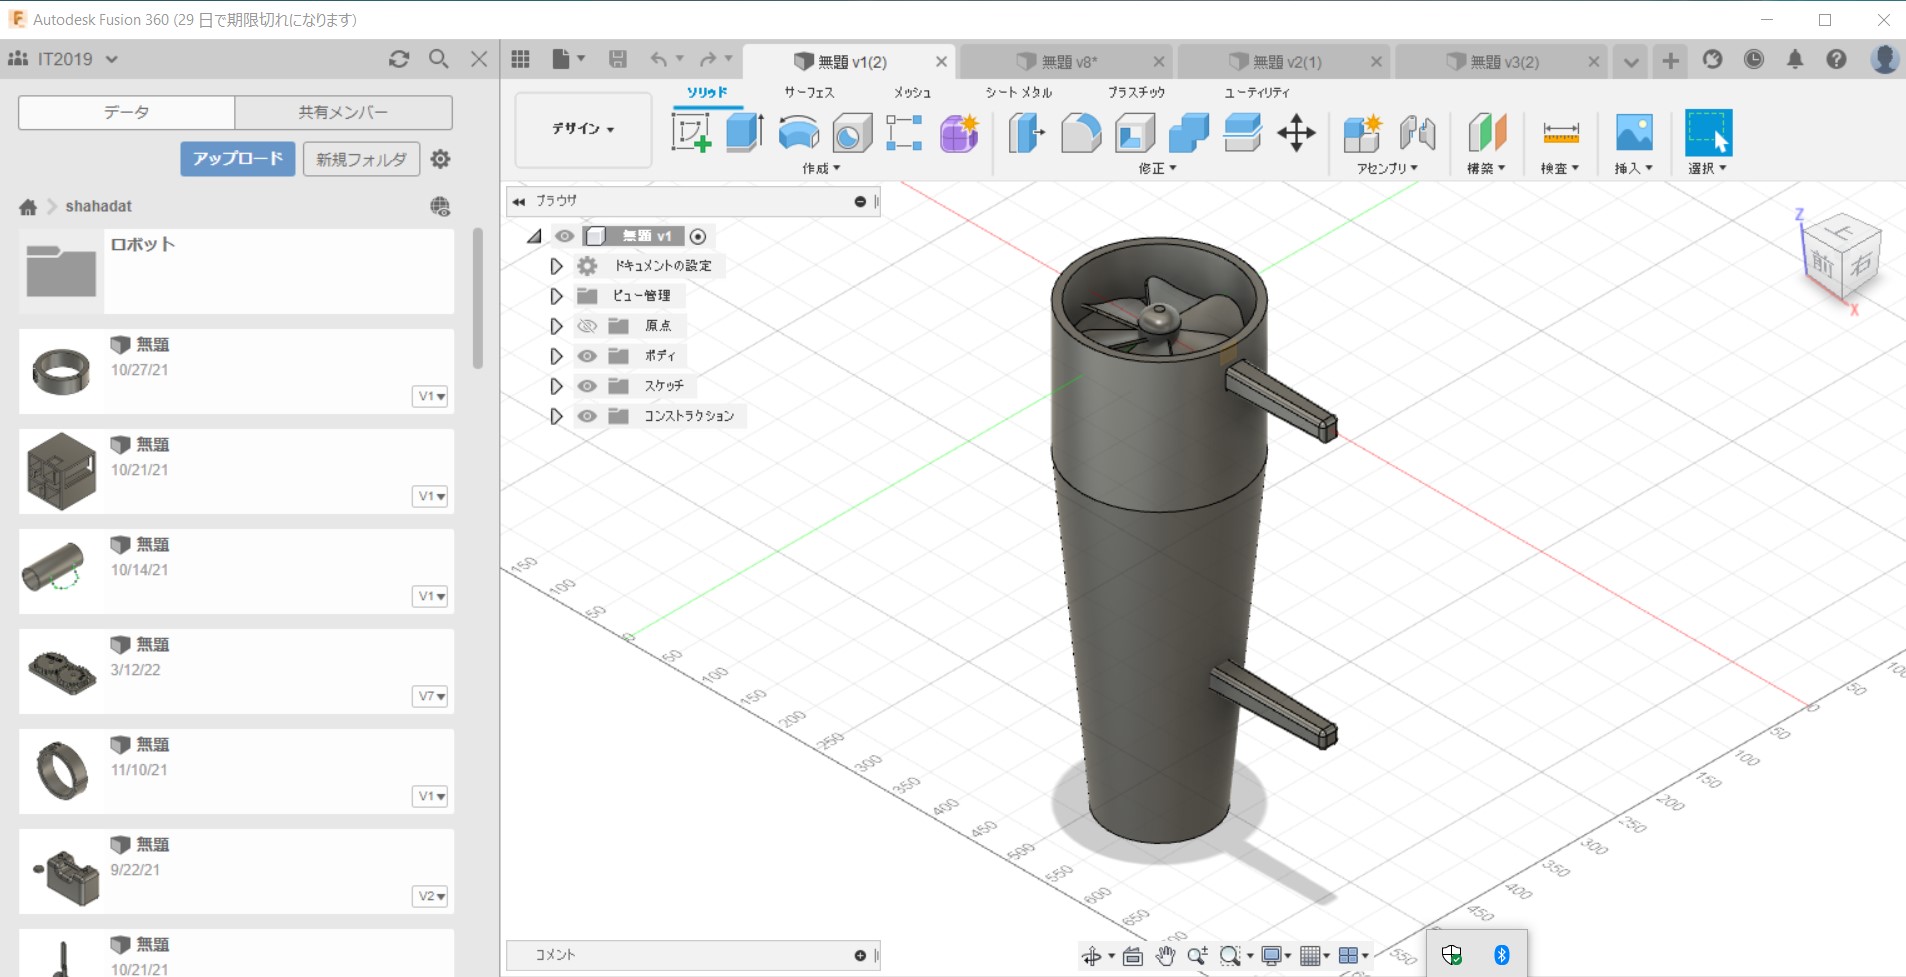 Autodesk Fusion 360 (29 日で期限切れになります)
IT2019
無題 v1(2)
無題 v8*
無題 v2(1)
無題 v3(2)
データ
共有メンバー
アップロード
新規フォルダ
shahadat
ロボット
無題
10/27/21
V1
無題
10/21/21
V1
無題
10/14/21
V1
無題
3/12/22
V7
無題
11/10/21
V1
無題
9/22/21
V2
無題
10/21/21
デザイン
ソリッド
サーフェス
メッシュ
シート メタル
プラスチック
ユーティリティ
作成
修正
アセンブリ
構築
検査
挿入
選択
ブラウザ
無題 v1
ドキュメントの設定
ビュー管理
原点
ボディ
スケッチ
コンストラクション
Z
上
前
右
X
150
100
50
0
50
100
150
200
250
300
350
400
450
500
550
600
650
0
50
100
150
200
250
300
350
400
450
550
50
100
コメント